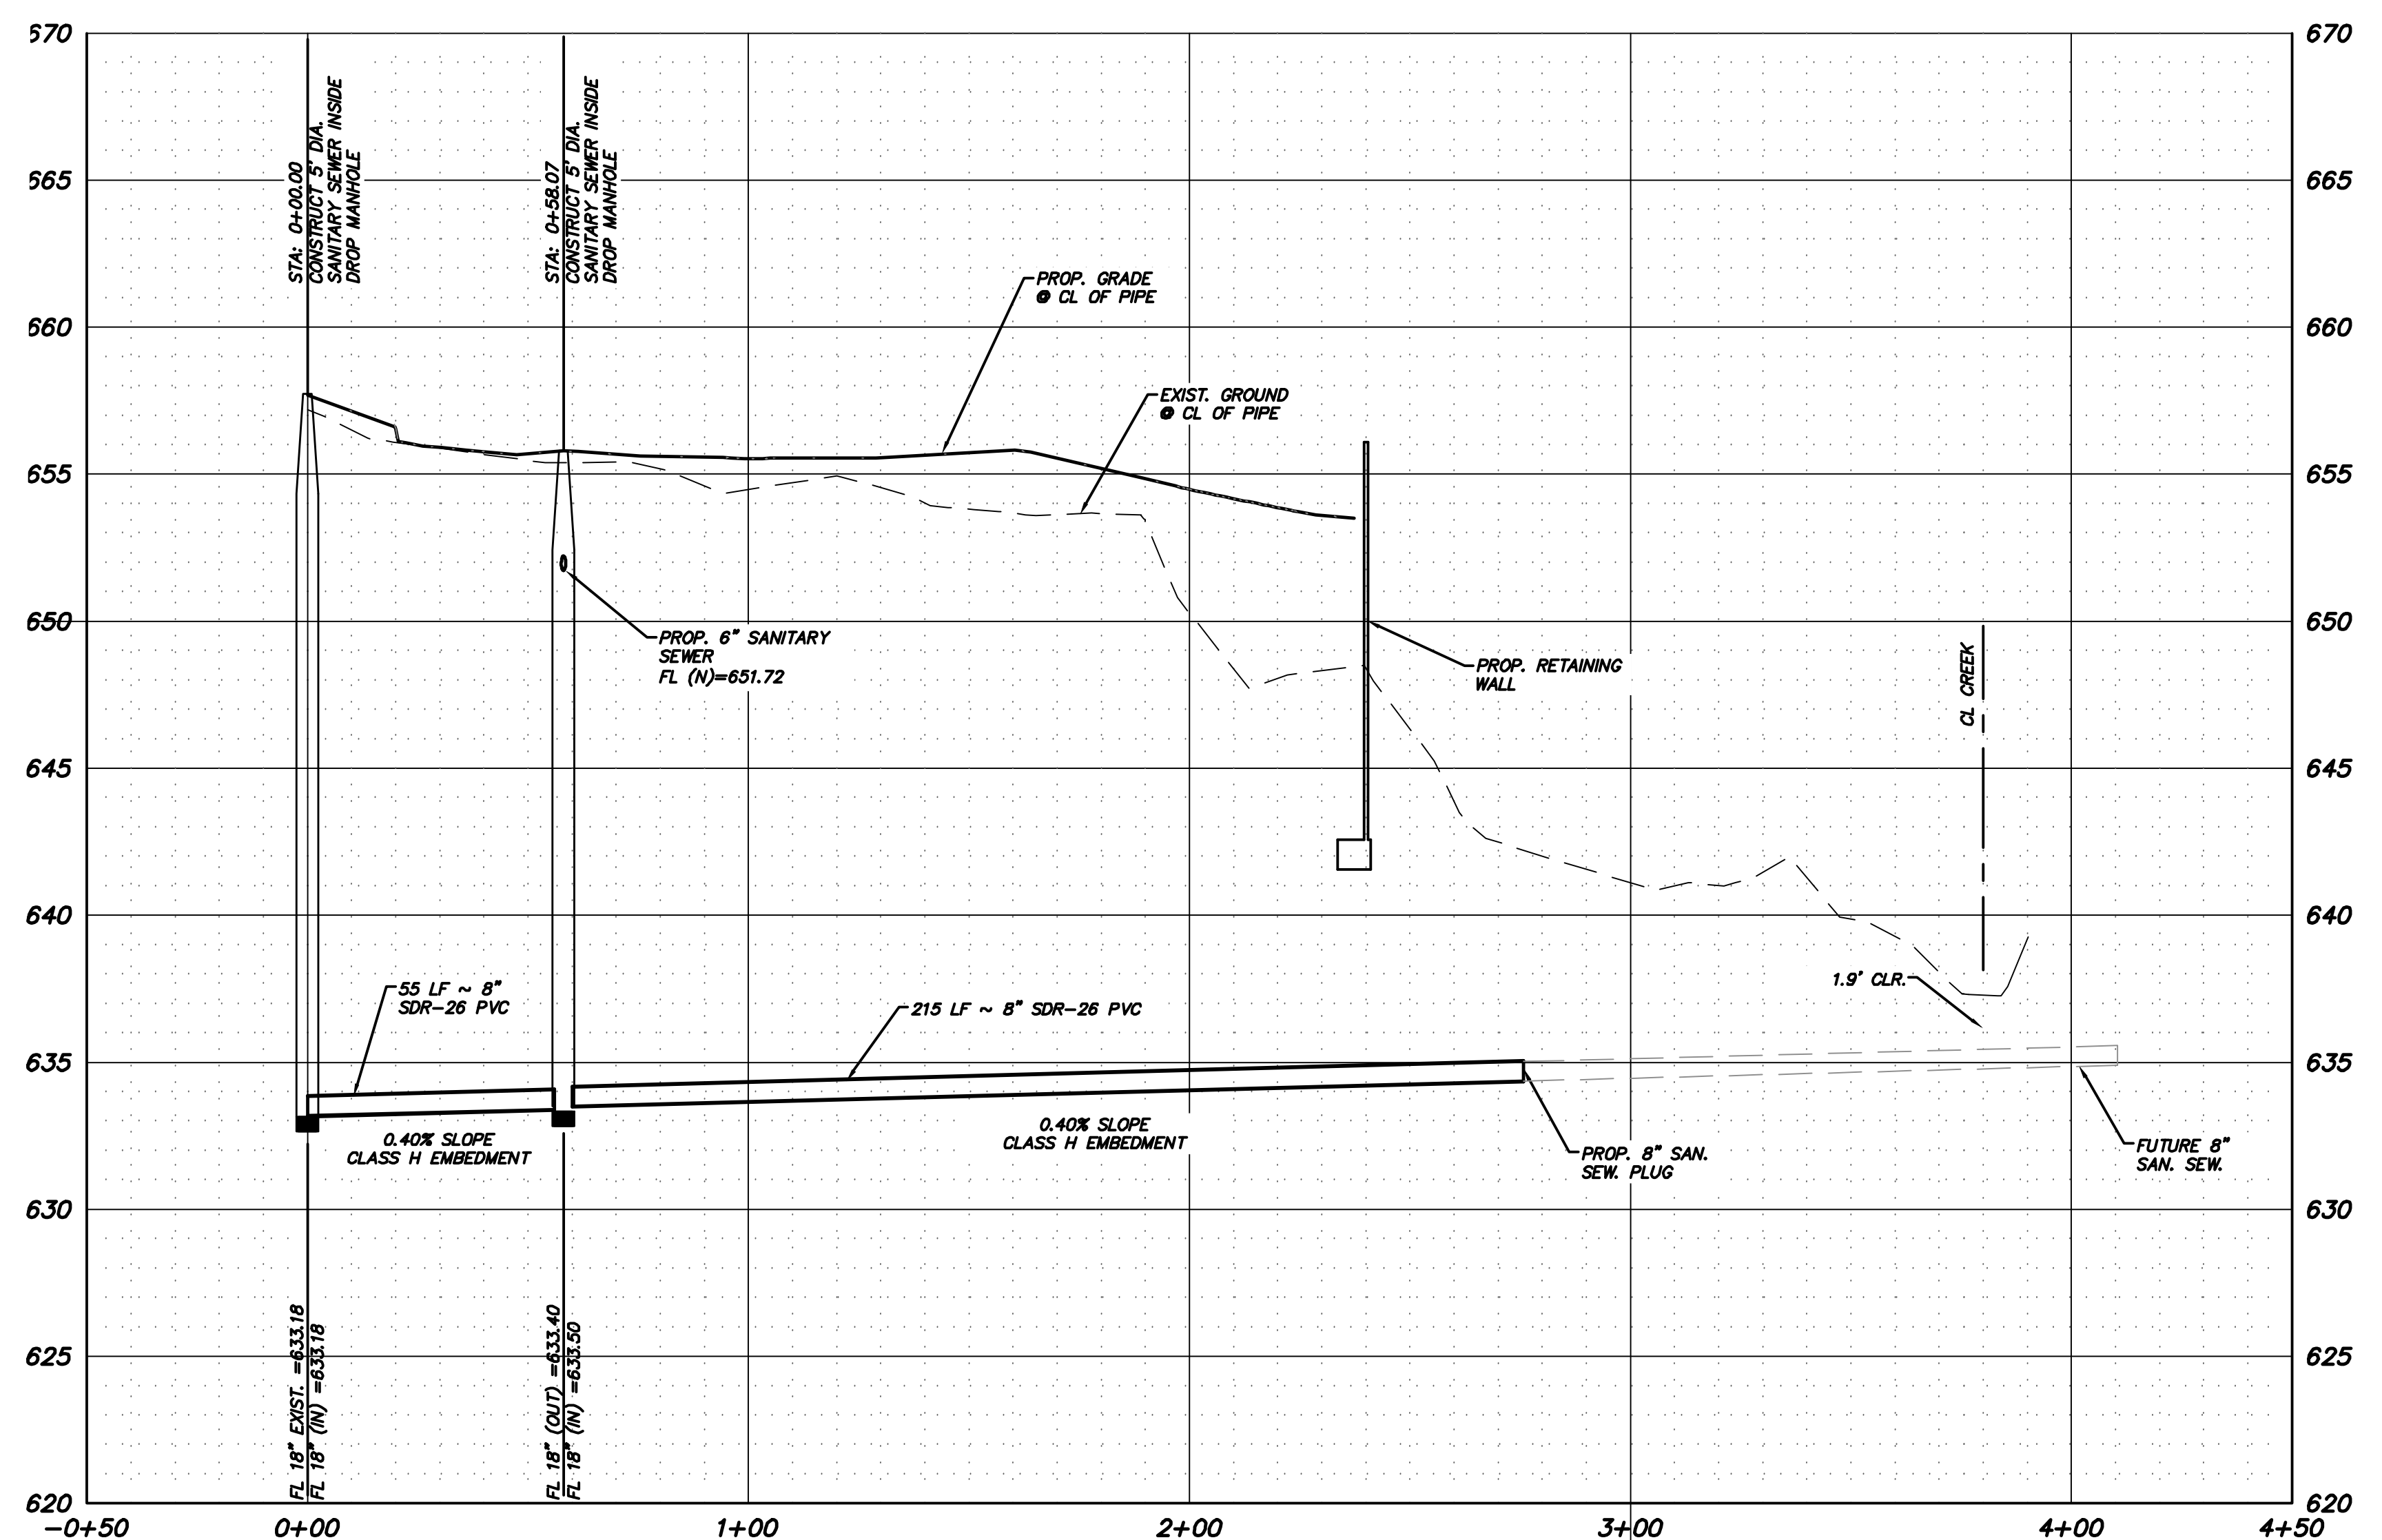 670
665
660
655
650
645
640
635
630
625
620
STA: 0+00.00
CONSTRUCT 5' DIA.
SANITARY SEWER INSIDE
DROP MANHOLE
STA: 0+58.07
CONSTRUCT 5' DIA.
SANITARY SEWER INSIDE
DROP MANHOLE
PROP. GRADE
@ CL OF PIPE
EXIST. GROUND
@ CL OF PIPE
PROP. 6" SANITARY
SEWER
FL (N)=651.72
PROP. RETAINING
WALL
CL CREEK
1.9' CLR.
55 LF ~ 8"
SDR-26 PVC
215 LF ~ 8" SDR-26 PVC
0.40% SLOPE
CLASS H EMBEDMENT
0.40% SLOPE
CLASS H EMBEDMENT
PROP. 8" SAN.
SEW. PLUG
FUTURE 8"
SAN. SEW.
FL 18" EXIST. =633.18
FL 18" (IN) =633.18
FL 18" (OUT) =633.40
FL 18" (IN) =633.50
670
665
660
655
650
645
640
635
630
625
620
-0+50 0+00 1+00 2+00 3+00 4+00 4+50